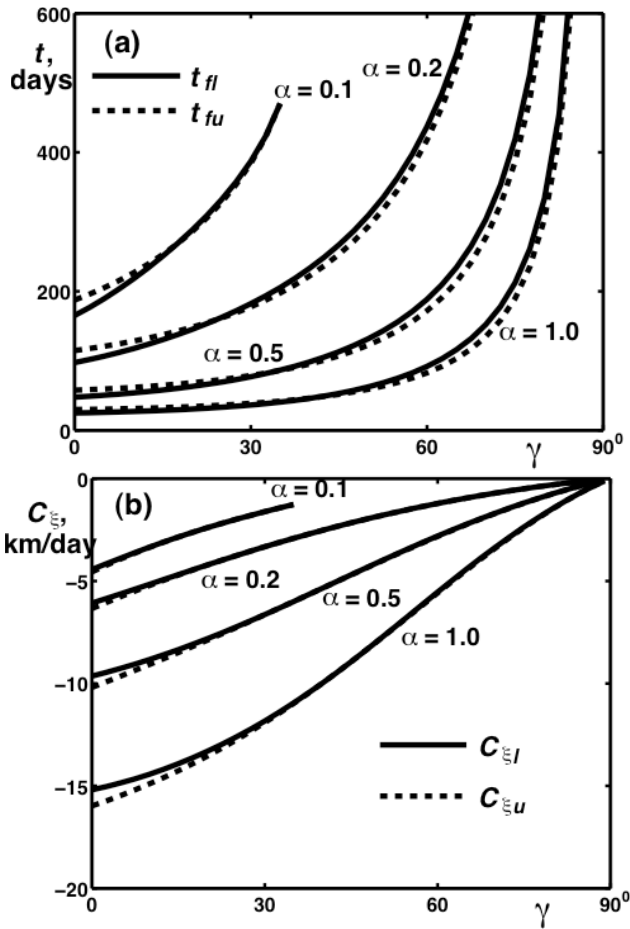 600
(a)
t,
days
t fl
t fu
α = 0.1
α = 0.2
400
200
α = 0.5
α = 1.0
0
0 30 60 γ 90⁰
0
(b)
α = 0.1
C ξ,
km/day
−5
α = 0.2
α = 0.5
α = 1.0
−10
C ξl
−15
C ξu
−20
0 30 60 γ 90⁰